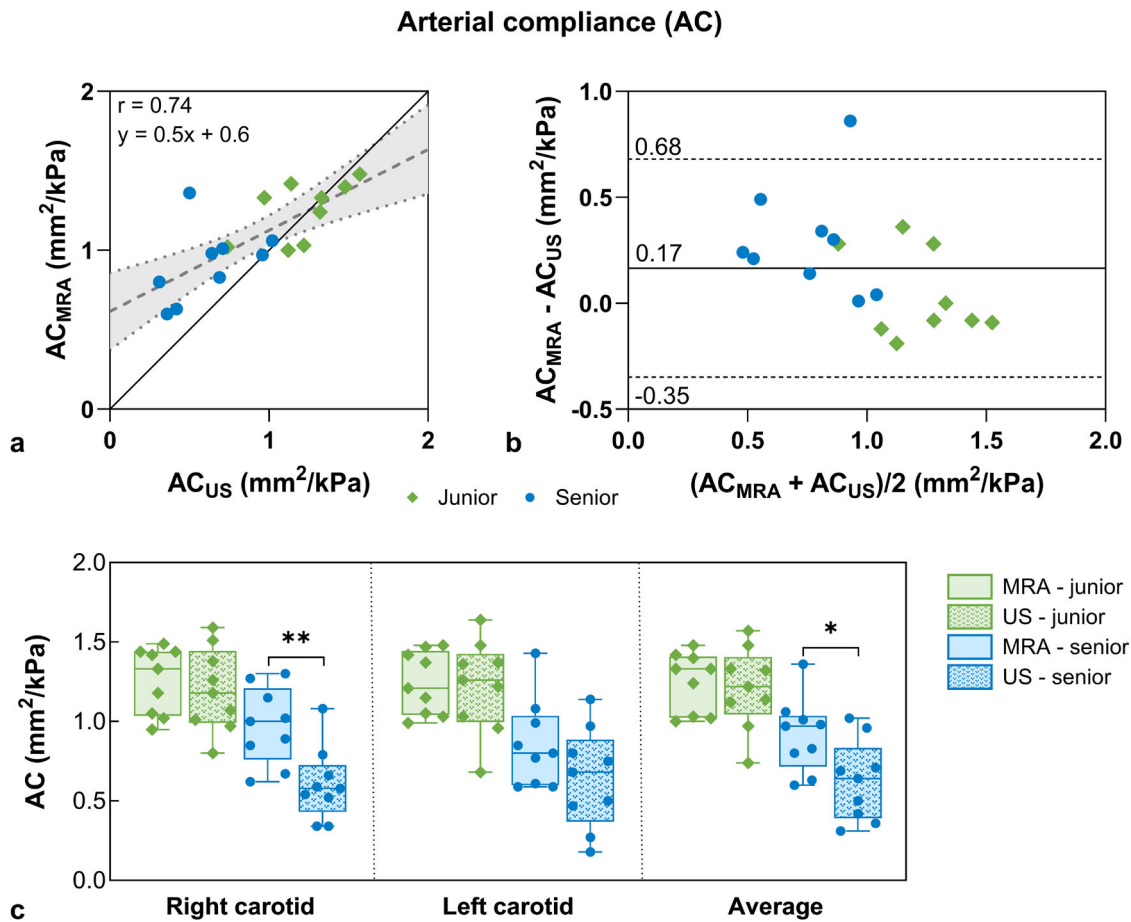 Arterial compliance (AC)
2
1
0
0
1
2
r = 0.74
y = 0.5x + 0.6
AC_MRA (mm²/kPa)
AC_US (mm²/kPa)
a
1.0
0.5
0.0
-0.5
0.0
0.5
1.0
1.5
2.0
0.68
0.17
-0.35
AC_MRA - AC_US (mm²/kPa)
(AC_MRA + AC_US)/2 (mm²/kPa)
b
Junior
Senior
2.0
1.5
1.0
0.5
0.0
AC (mm²/kPa)
**
*
Right carotid
Left carotid
Average
MRA - junior
US - junior
MRA - senior
US - senior
c